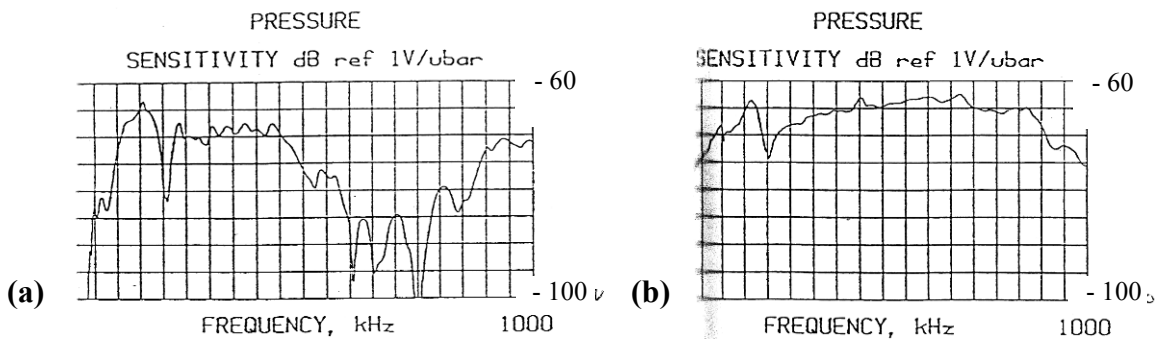 PRESSURE
SENSITIVITY dB ref 1V/ubar
- 60
(a)
- 100
FREQUENCY, kHz
1000
PRESSURE
SENSITIVITY dB ref 1V/ubar
- 60
(b)
- 100
FREQUENCY, kHz
1000